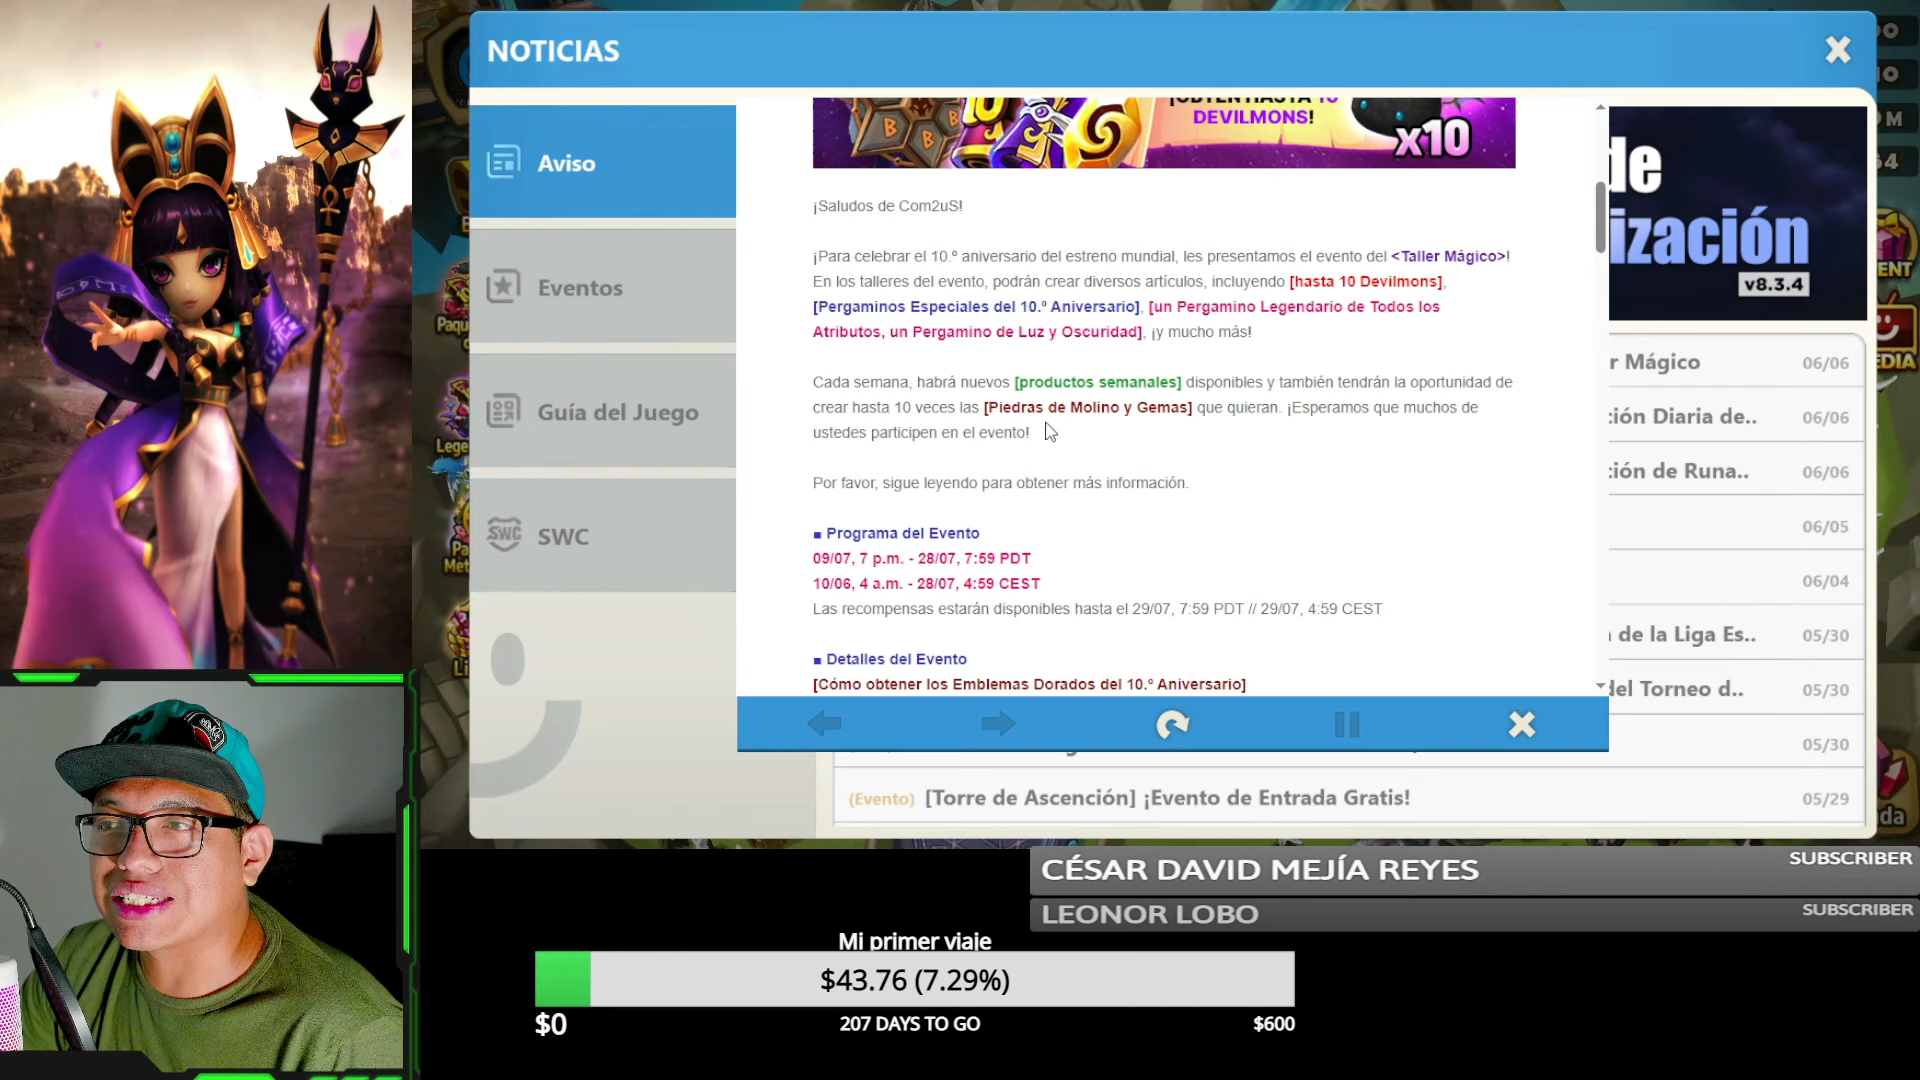 NOTICIAS
Aviso
Eventos
Guía del Juego
SWC
DEVILMONS!
x10
¡Saludos de Com2uS!
¡Para celebrar el 10.º aniversario del estreno mundial, les presentamos el evento del <Taller Mágico>!
En los talleres del evento, podrán crear diversos artículos, incluyendo [hasta 10 Devilmons],
[Pergaminos Especiales del 10.º Aniversario], [un Pergamino Legendario de Todos los
Atributos, un Pergamino de Luz y Oscuridad], ¡y mucho más!
Cada semana, habrá nuevos [productos semanales] disponibles y también tendrán la oportunidad de
crear hasta 10 veces las [Piedras de Molino y Gemas] que quieran. ¡Esperamos que muchos de
ustedes participen en el evento!
Por favor, sigue leyendo para obtener más información.
■ Programa del Evento
09/07, 7 p.m. - 28/07, 7:59 PDT
10/06, 4 a.m. - 28/07, 4:59 CEST
Las recompensas estarán disponibles hasta el 29/07, 7:59 PDT // 29/07, 4:59 CEST
■ Detalles del Evento
[Cómo obtener los Emblemas Dorados del 10.º Aniversario]
de
ización
v8.3.4
r Mágico 06/06
ción Diaria de.. 06/06
ción de Runa.. 06/06
06/05
06/04
de la Liga Es.. 05/30
del Torneo d.. 05/30
05/30
(Evento) [Torre de Ascensión] ¡Evento de Entrada Gratis! 05/29
CÉSAR DAVID MEJÍA REYES SUBSCRIBER
LEONOR LOBO SUBSCRIBER
Mi primer viaje
$43.76 (7.29%)
$0 207 DAYS TO GO $600